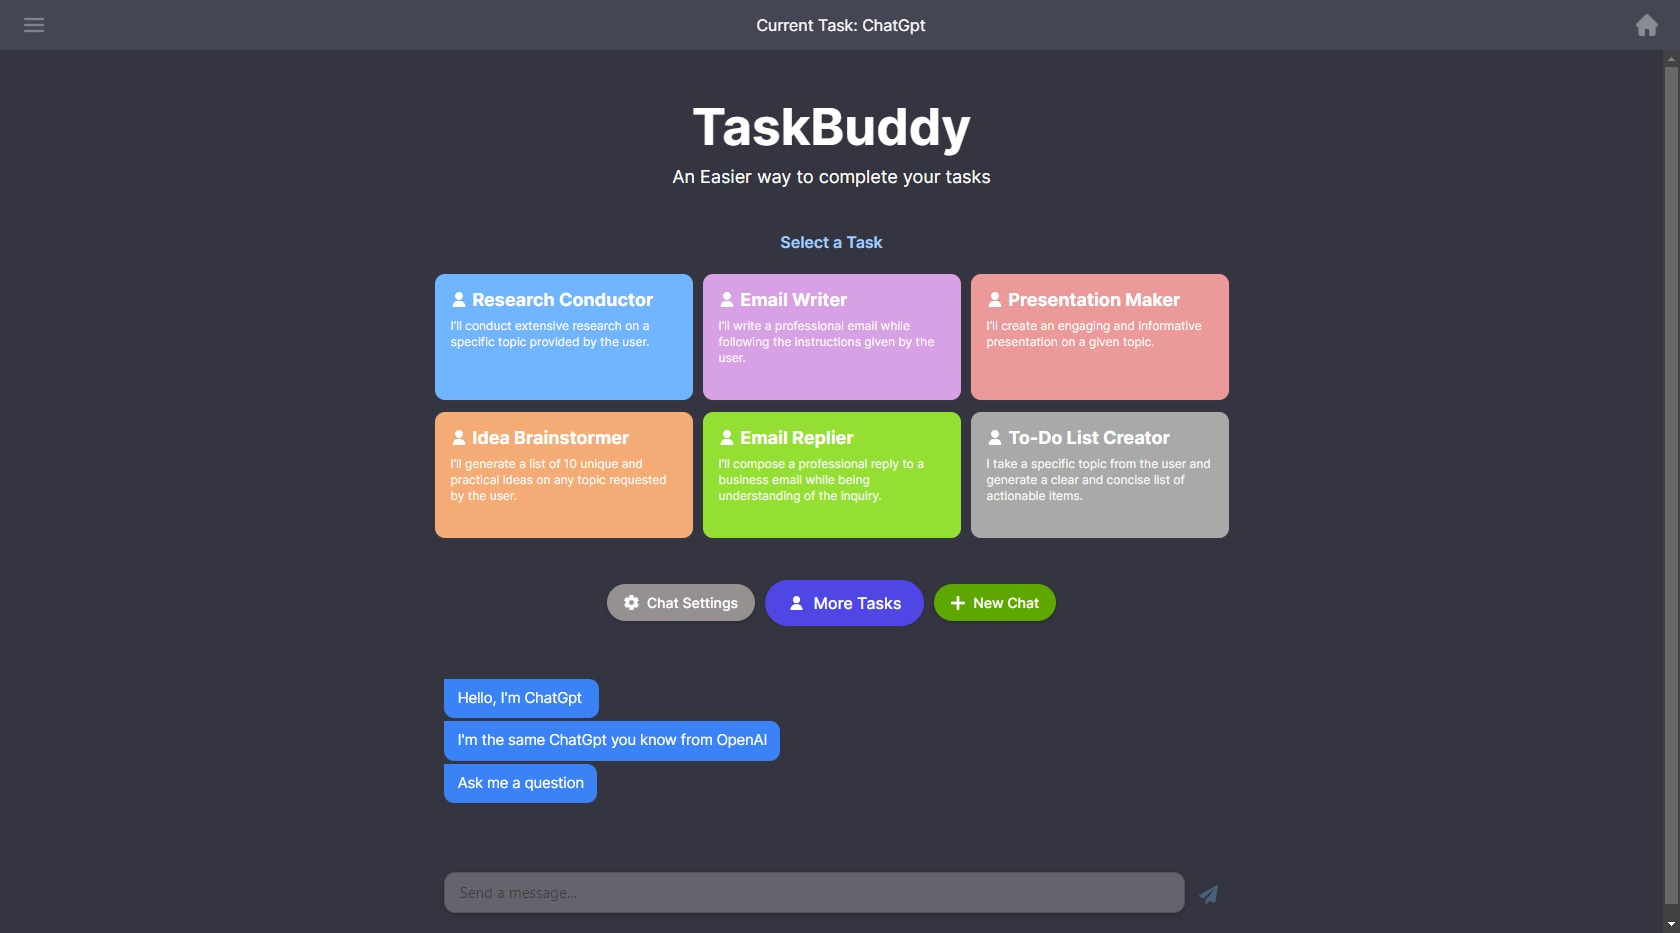 Current Task: ChatGpt
TaskBuddy
An Easier way to complete your tasks
Select a Task
Research Conductor
I'll conduct extensive research on a
specific topic provided by the user.
Email Writer
I'll write a professional email while
following the instructions given by the
user.
Presentation Maker
I'll create an engaging and informative
presentation on a given topic.
Idea Brainstormer
I'll generate a list of 10 unique and
practical ideas on any topic requested
by the user.
Email Replier
I'll compose a professional reply to a
business email while being
understanding of the inquiry.
To-Do List Creator
I take a specific topic from the user and
generate a clear and concise list of
actionable items.
Chat Settings
More Tasks
New Chat
Hello, I'm ChatGpt
I'm the same ChatGpt you know from OpenAI
Ask me a question
Send a message...